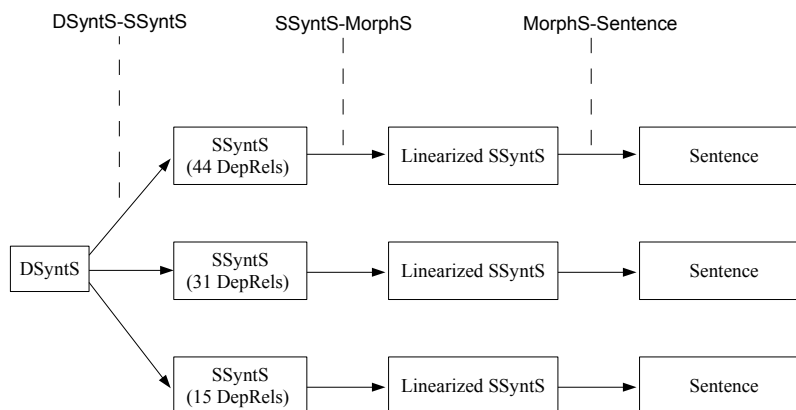 DSyntS-SSyntS
SSyntS-MorphS
MorphS-Sentence
SSyntS
(44 DepRels)
Linearized SSyntS
Sentence
DSyntS
SSyntS
(31 DepRels)
Linearized SSyntS
Sentence
SSyntS
(15 DepRels)
Linearized SSyntS
Sentence